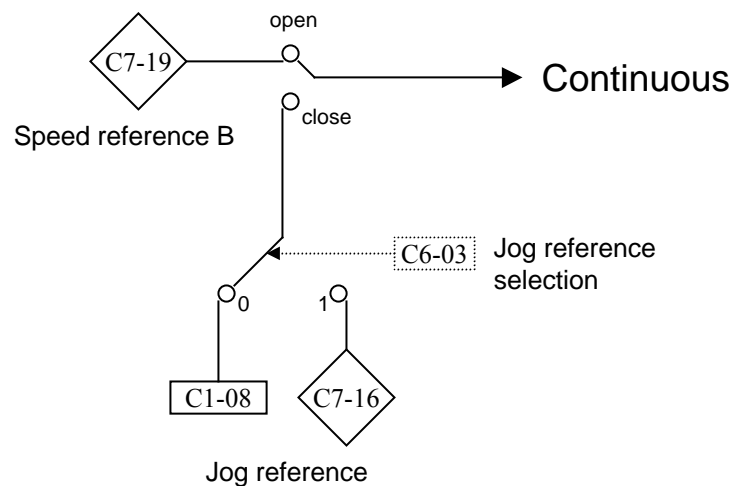 open
C7-19
Continuous
close
Speed reference B
C6-03
Jog reference
selection
0
1
C1-08
C7-16
Jog reference